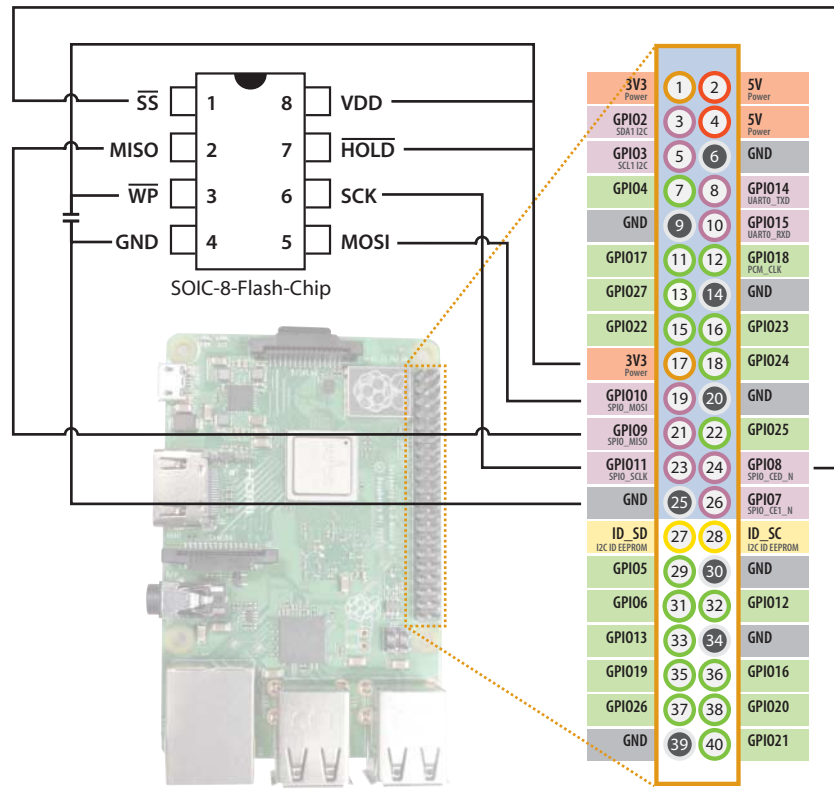 SS 1 8 VDD
MISO 2 7 HOLD
WP 3 6 SCK
GND 4 5 MOSI
SOIC-8-Flash-Chip
3V3 Power 1 2 5V Power
GPIO2 SDA1 I2C 3 4 5V Power
GPIO3 SCL1 I2C 5 6 GND
GPIO4 7 8 GPIO14 UART0_TXD
GND 9 10 GPIO15 UART0_RXD
GPIO17 11 12 GPIO18 PCM_CLK
GPIO27 13 14 GND
GPIO22 15 16 GPIO23
3V3 Power 17 18 GPIO24
GPIO10 SPI0_MOSI 19 20 GND
GPIO9 SPI0_MISO 21 22 GPIO25
GPIO11 SPI0_SCLK 23 24 GPIO8 SPI0_CED_N
GND 25 26 GPIO7 SPI0_CE1_N
ID_SD I2C ID EEPROM 27 28 ID_SC I2C ID EEPROM
GPIO5 29 30 GND
GPIO6 31 32 GPIO12
GPIO13 33 34 GND
GPIO19 35 36 GPIO16
GPIO26 37 38 GPIO20
GND 39 40 GPIO21